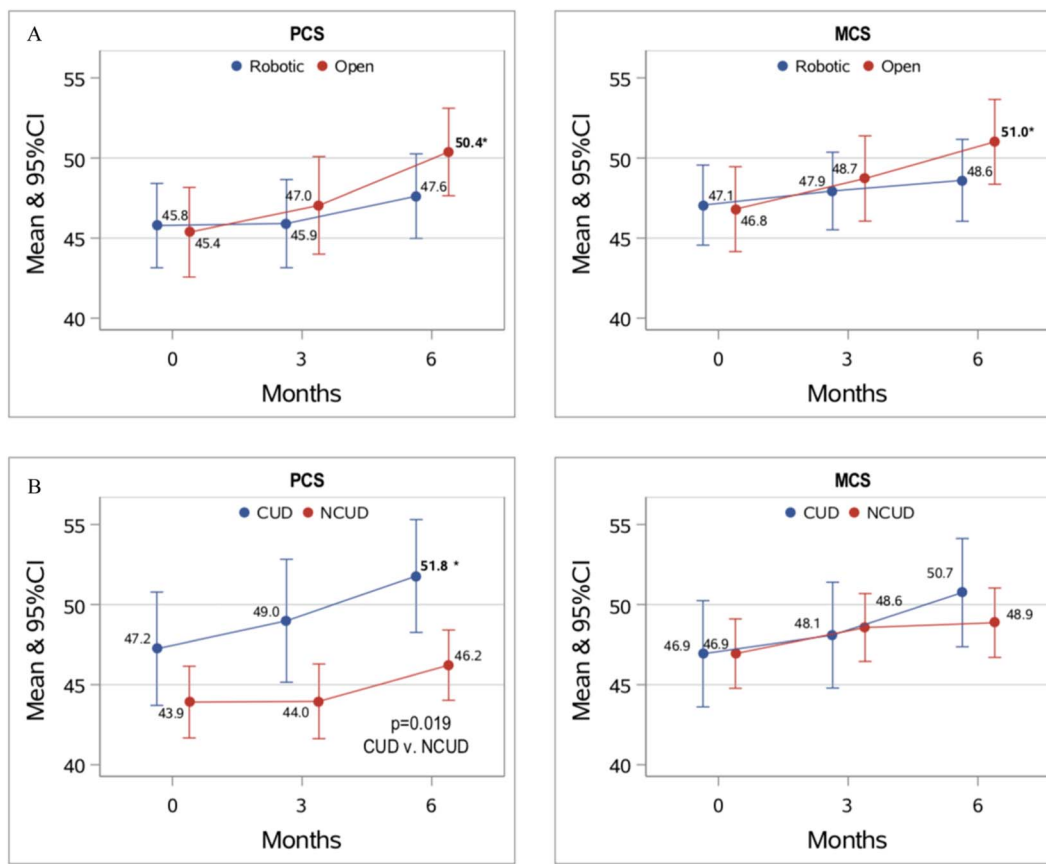 A
PCS
Robotic Open
Mean & 95%CI
55
50
45
40
45.8
45.4
47.0
45.9
50.4*
47.6
0 3 6
Months
MCS
Robotic Open
Mean & 95%CI
55
50
45
40
47.1
46.8
47.9
48.7
51.0*
48.6
0 3 6
Months
B
PCS
CUD NCUD
Mean & 95%CI
55
50
45
40
47.2
43.9
49.0
44.0
51.8 *
46.2
p=0.019
CUD v. NCUD
0 3 6
Months
MCS
CUD NCUD
Mean & 95%CI
55
50
45
40
46.9
46.9
48.1
48.6
50.7
48.9
0 3 6
Months